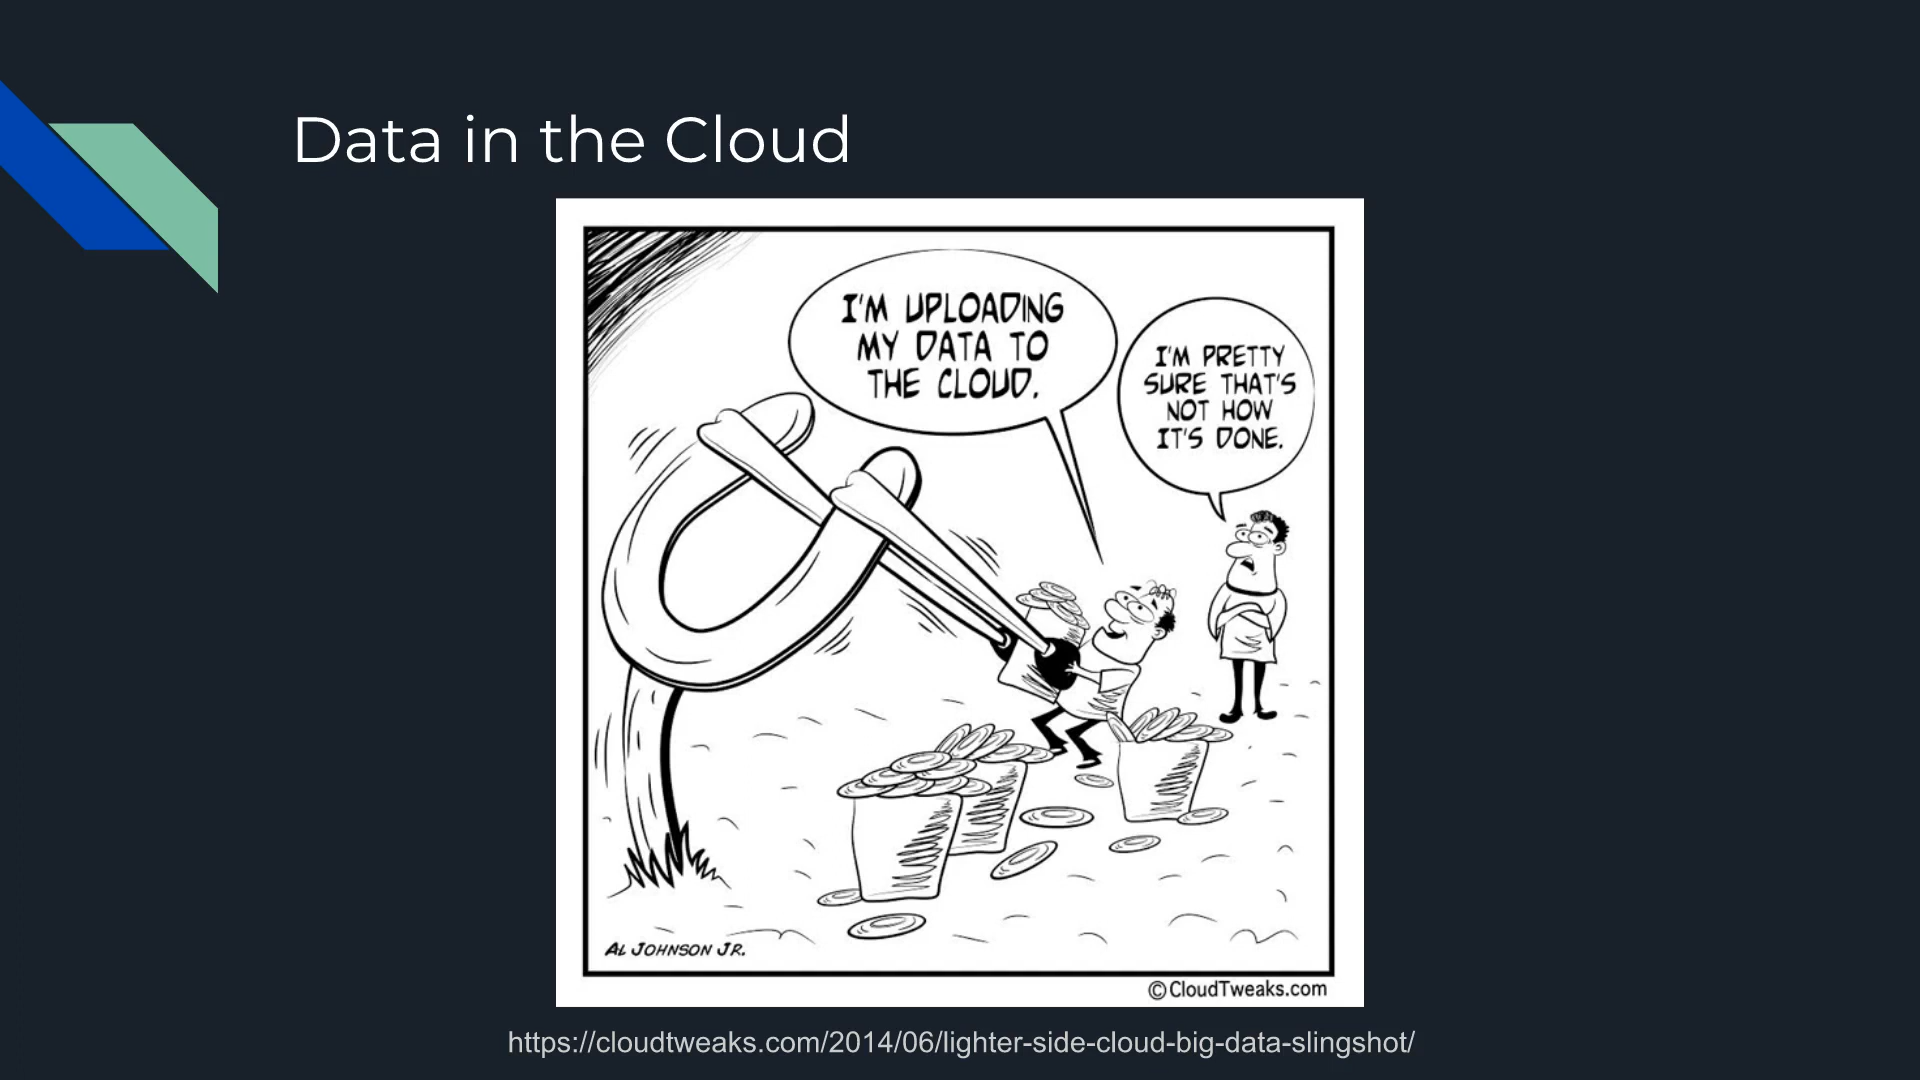 Data in the Cloud
I'M UPLOADING
MY DATA TO
THE CLOUD.
I'M PRETTY
SURE THAT'S
NOT HOW
IT'S DONE.
AL JOHNSON JR.
©CloudTweaks.com
https://cloudtweaks.com/2014/06/lighter-side-cloud-big-data-slingshot/